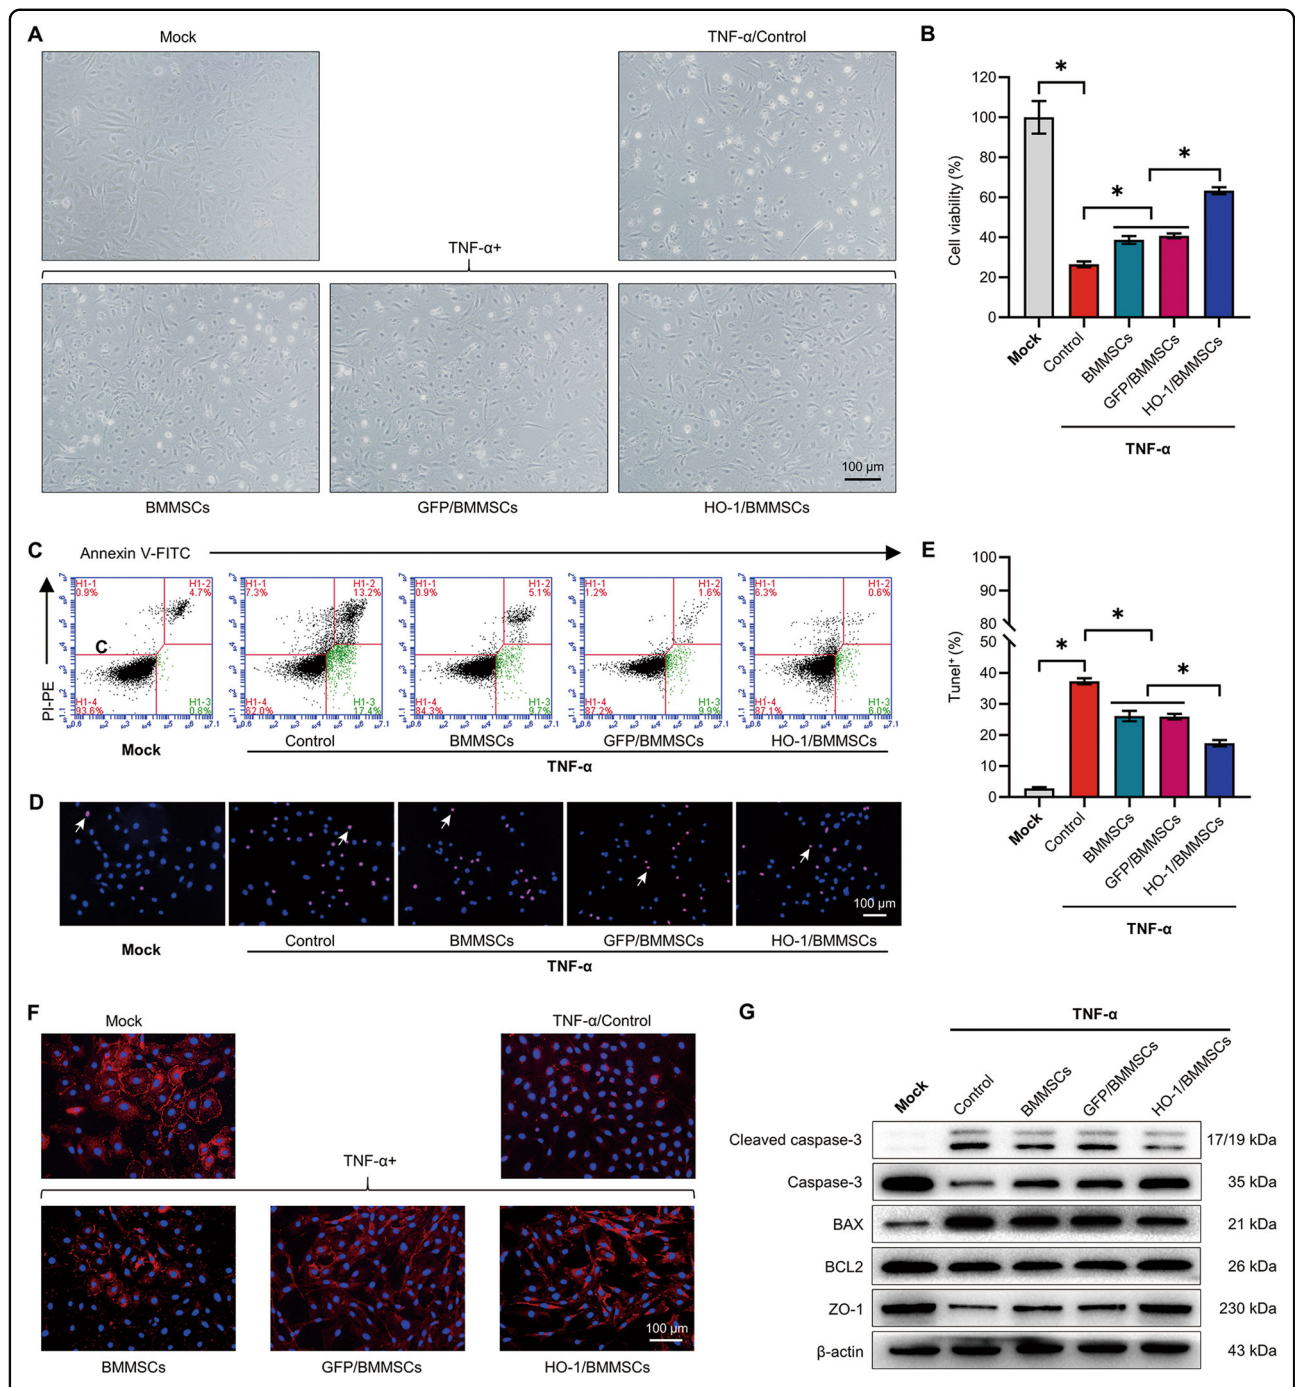 A
Mock
TNF-α/Control
TNF-α+
100 µm
BMMSCs
GFP/BMMSCs
HO-1/BMMSCs
B
Cell viability (%)
120
100
80
60
40
20
0
*
*
*
Mock
Control
BMMSCs
GFP/BMMSCs
HO-1/BMMSCs
TNF-α
C
Annexin V-FITC
PI-PE
C
H1-1
0.9%
H1-2
4.7%
H1-4
93.6%
H1-3
0.8%
H1-1
7.3%
H1-2
13.2%
H1-4
62.0%
H1-3
17.4%
H1-1
0.9%
H1-2
5.1%
H1-4
84.3%
H1-3
9.7%
H1-1
1.2%
H1-2
1.6%
H1-4
87.2%
H1-3
9.9%
H1-1
6.3%
H1-2
0.6%
H1-4
87.1%
H1-3
6.0%
Mock
Control
BMMSCs
GFP/BMMSCs
HO-1/BMMSCs
TNF-α
D
100 µm
Mock
Control
BMMSCs
GFP/BMMSCs
HO-1/BMMSCs
TNF-α
E
Tunel+ (%)
100
90
80
50
40
30
20
10
0
*
*
*
Mock
Control
BMMSCs
GFP/BMMSCs
HO-1/BMMSCs
TNF-α
F
Mock
TNF-α/Control
TNF-α+
100 µm
BMMSCs
GFP/BMMSCs
HO-1/BMMSCs
G
TNF-α
Mock
Control
BMMSCs
GFP/BMMSCs
HO-1/BMMSCs
Cleaved caspase-3
17/19 kDa
Caspase-3
35 kDa
BAX
21 kDa
BCL2
26 kDa
ZO-1
230 kDa
β-actin
43 kDa